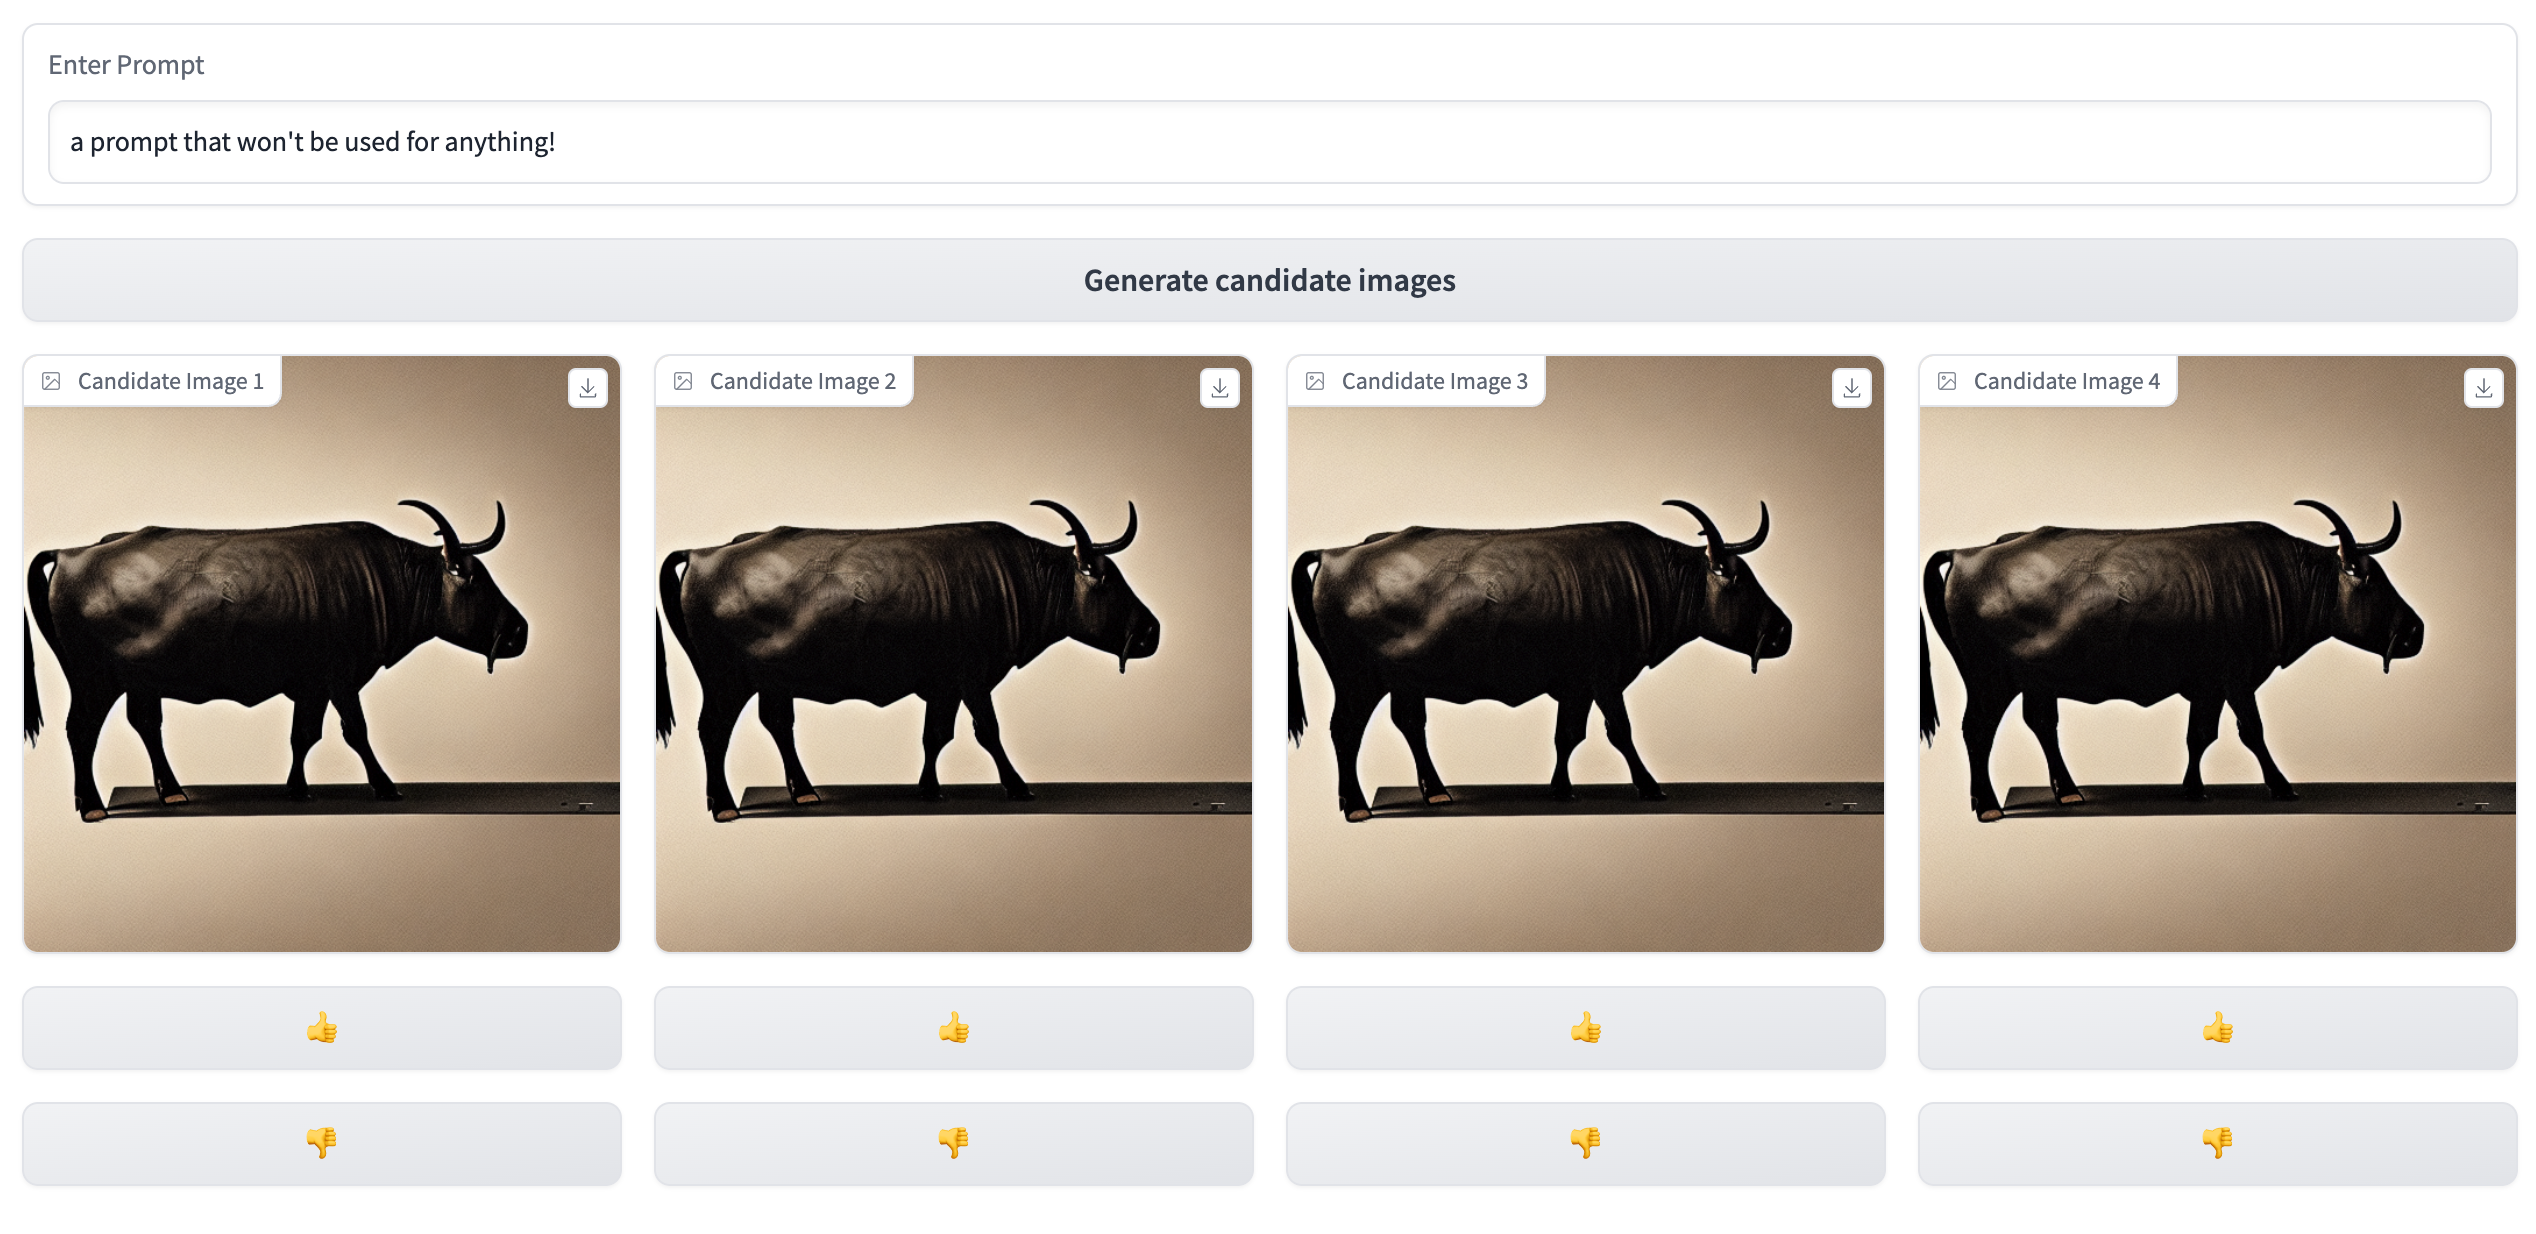 Enter Prompt
a prompt that won't be used for anything!
Generate candidate images
Candidate Image 1
Candidate Image 2
Candidate Image 3
Candidate Image 4